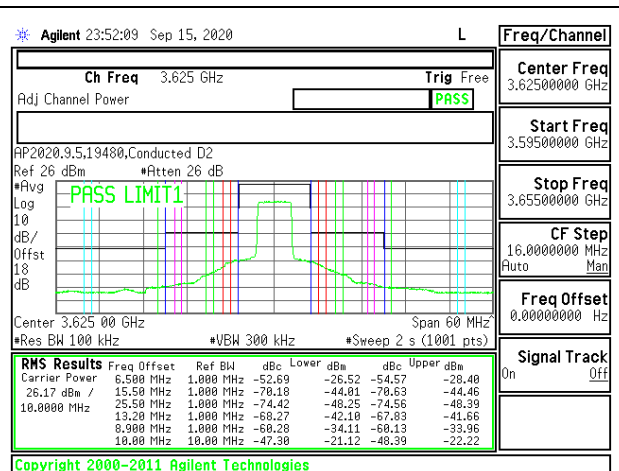 Agilent 23:52:09 Sep 15, 2020 L
Freq/Channel
Ch Freq 3.625 GHz Trig Free
Adj Channel Power PASS
Center Freq
3.62500000 GHz
Start Freq
3.59500000 GHz
Stop Freq
3.65500000 GHz
CF Step
16.0000000 MHz
Auto Man
Freq Offset
0.00000000 Hz
Signal Track
On Off
AP2020.9.5,19480,Conducted D2
Ref 26 dBm #Atten 26 dB
#Avg
Log
10
dB/
Offst
18
dB
PASS LIMIT1
Center 3.625 00 GHz Span 60 MHz^
#Res BW 100 kHz #VBW 300 kHz #Sweep 2 s (1001 pts)
RMS Results Freq Offset Ref BW dBc Lower dBm dBc Upper dBm
Carrier Power 6.500 MHz 1.000 MHz -52.69 -26.52 -54.57 -28.40
26.17 dBm / 15.50 MHz 1.000 MHz -70.18 -44.01 -70.63 -44.46
10.0000 MHz 25.50 MHz 1.000 MHz -74.42 -48.25 -74.56 -48.39
13.20 MHz 1.000 MHz -68.27 -42.10 -67.83 -41.66
8.900 MHz 1.000 MHz -60.28 -34.11 -60.13 -33.96
10.00 MHz 10.00 MHz -47.30 -21.12 -48.39 -22.22
Copyright 2000-2011 Agilent Technologies